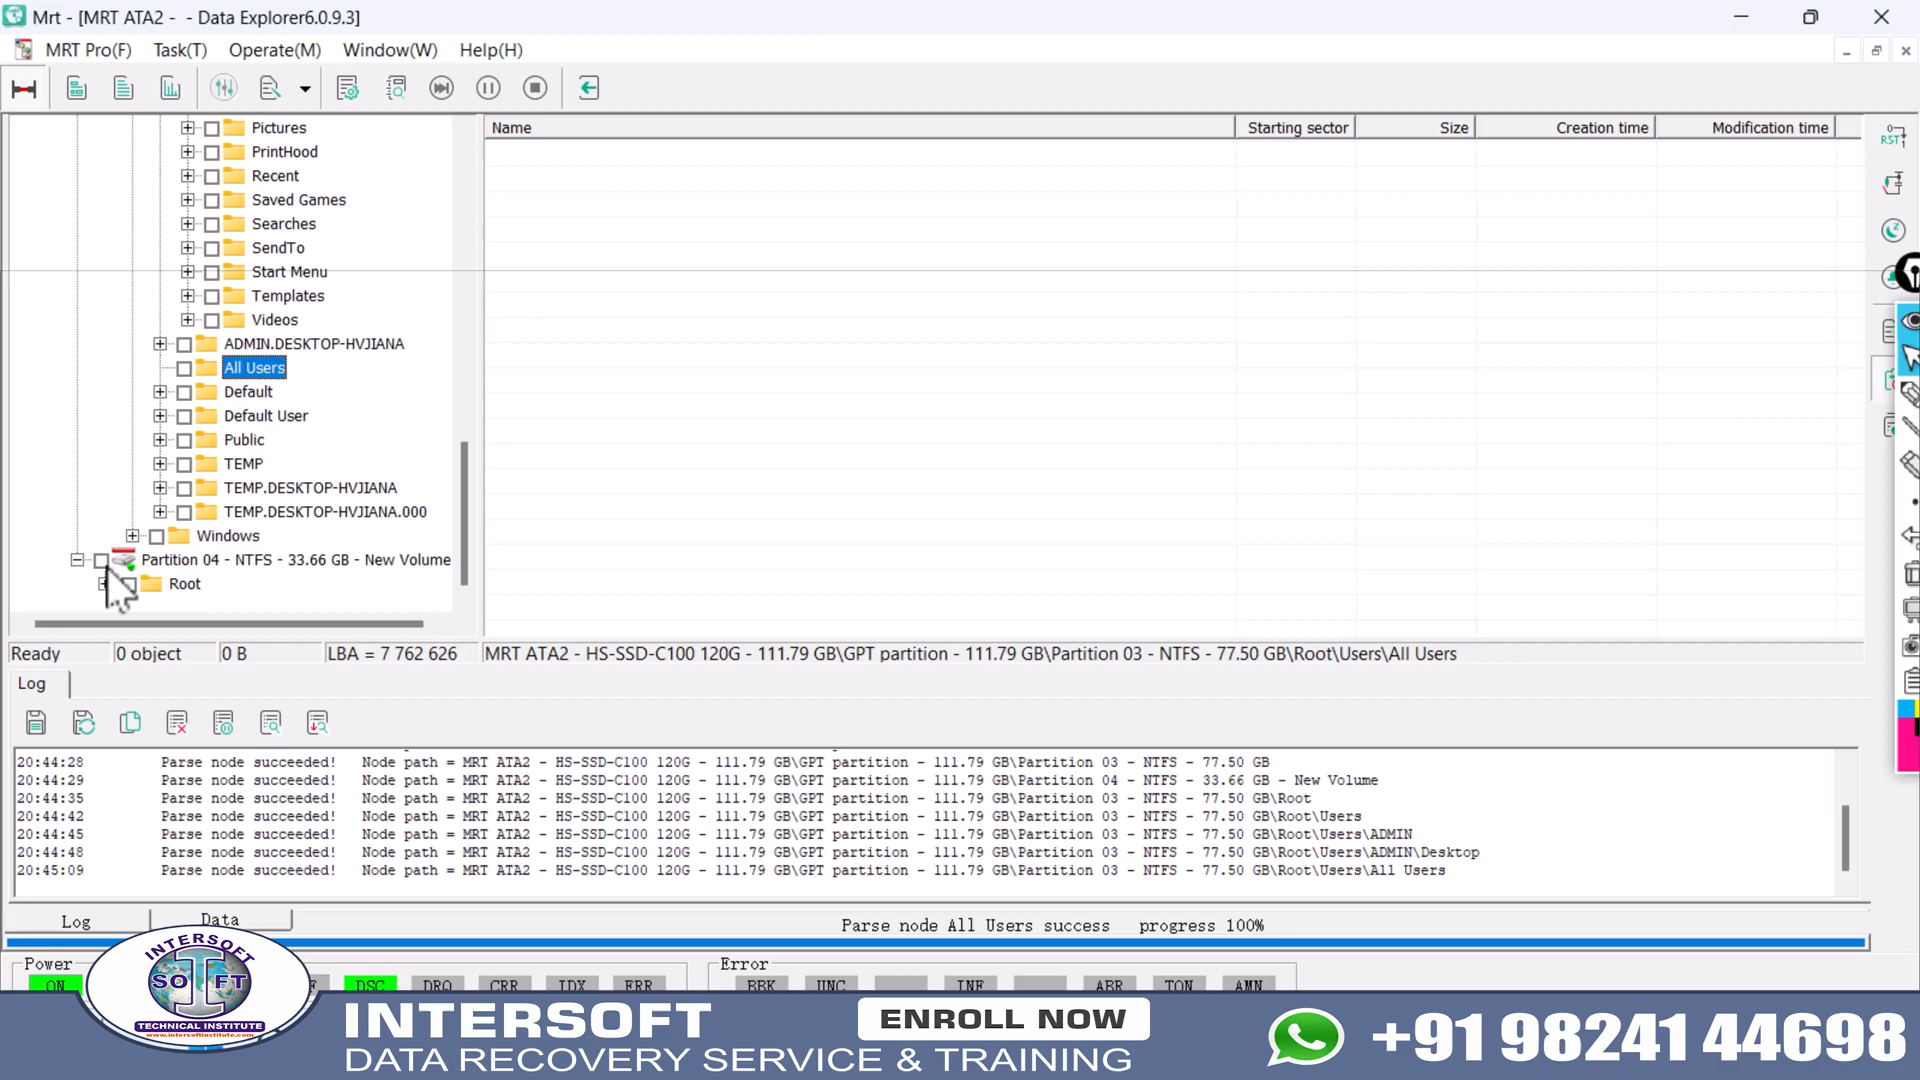 Mrt - [MRT ATA2 -  - Data Explorer6.0.9.3]
MRT Pro(F) Task(T) Operate(M) Window(W) Help(H)
Name Starting sector Size Creation time Modification time
Pictures
PrintHood
Recent
Saved Games
Searches
SendTo
Start Menu
Templates
Videos
ADMIN.DESKTOP-HVJIANA
All Users
Default
Default User
Public
TEMP
TEMP.DESKTOP-HVJIANA
TEMP.DESKTOP-HVJIANA.000
Windows
Partition 04 - NTFS - 33.66 GB - New Volume
Root
RST
Ready 0 object 0 B LBA = 7 762 626 MRT ATA2 - HS-SSD-C100 120G - 111.79 GB\GPT partition - 111.79 GB\Partition 03 - NTFS - 77.50 GB\Root\Users\All Users
Log
20:44:28 Parse node succeeded! Node path = MRT ATA2 - HS-SSD-C100 120G - 111.79 GB\GPT partition - 111.79 GB\Partition 03 - NTFS - 77.50 GB
20:44:29 Parse node succeeded! Node path = MRT ATA2 - HS-SSD-C100 120G - 111.79 GB\GPT partition - 111.79 GB\Partition 04 - NTFS - 33.66 GB - New Volume
20:44:35 Parse node succeeded! Node path = MRT ATA2 - HS-SSD-C100 120G - 111.79 GB\GPT partition - 111.79 GB\Partition 03 - NTFS - 77.50 GB\Root
20:44:42 Parse node succeeded! Node path = MRT ATA2 - HS-SSD-C100 120G - 111.79 GB\GPT partition - 111.79 GB\Partition 03 - NTFS - 77.50 GB\Root\Users
20:44:45 Parse node succeeded! Node path = MRT ATA2 - HS-SSD-C100 120G - 111.79 GB\GPT partition - 111.79 GB\Partition 03 - NTFS - 77.50 GB\Root\Users\ADMIN
20:44:48 Parse node succeeded! Node path = MRT ATA2 - HS-SSD-C100 120G - 111.79 GB\GPT partition - 111.79 GB\Partition 03 - NTFS - 77.50 GB\Root\Users\ADMIN\Desktop
20:45:09 Parse node succeeded! Node path = MRT ATA2 - HS-SSD-C100 120G - 111.79 GB\GPT partition - 111.79 GB\Partition 03 - NTFS - 77.50 GB\Root\Users\All Users
Log Data Parse node All Users success progress 100%
Power Error
ON DSC DRQ CRR IDX ERR BBK UNC INF ABR TON AMN
INTERSOFT
SOFT
TECHNICAL INSTITUTE
www.intersoftinstitute.com
INTERSOFT ENROLL NOW
DATA RECOVERY SERVICE & TRAINING
+91 98241 44698